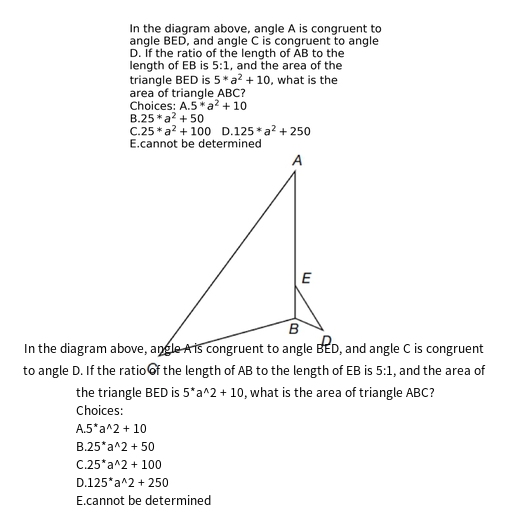 In the diagram above, angle A is congruent to
angle BED, and angle C is congruent to angle
D. If the ratio of the length of AB to the
length of EB is 5:1, and the area of the
triangle BED is 5 * a² + 10, what is the
area of triangle ABC?
Choices: A.5 * a² + 10
B.25 * a² + 50
C.25 * a² + 100 D.125 * a² + 250
E.cannot be determined
A
E
B
D
C
In the diagram above, angle A is congruent to angle BED, and angle C is congruent
to angle D. If the ratio of the length of AB to the length of EB is 5:1, and the area of
the triangle BED is 5*a^2 + 10, what is the area of triangle ABC?
Choices:
A.5*a^2 + 10
B.25*a^2 + 50
C.25*a^2 + 100
D.125*a^2 + 250
E.cannot be determined